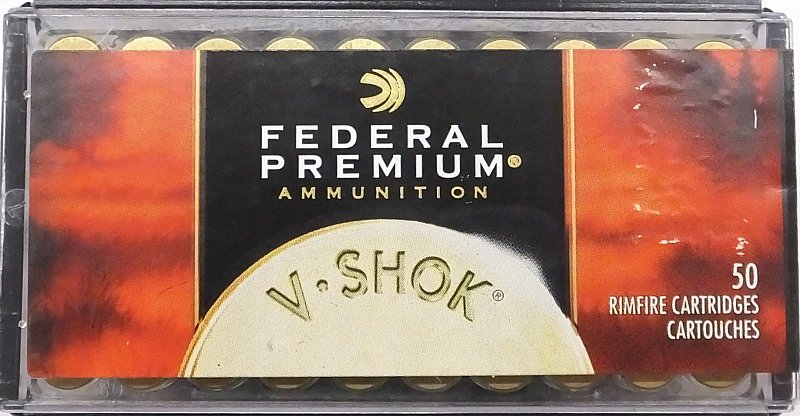 FEDERAL
PREMIUM®
AMMUNITION
V·SHOK®
50
RIMFIRE CARTRIDGES
CARTOUCHES